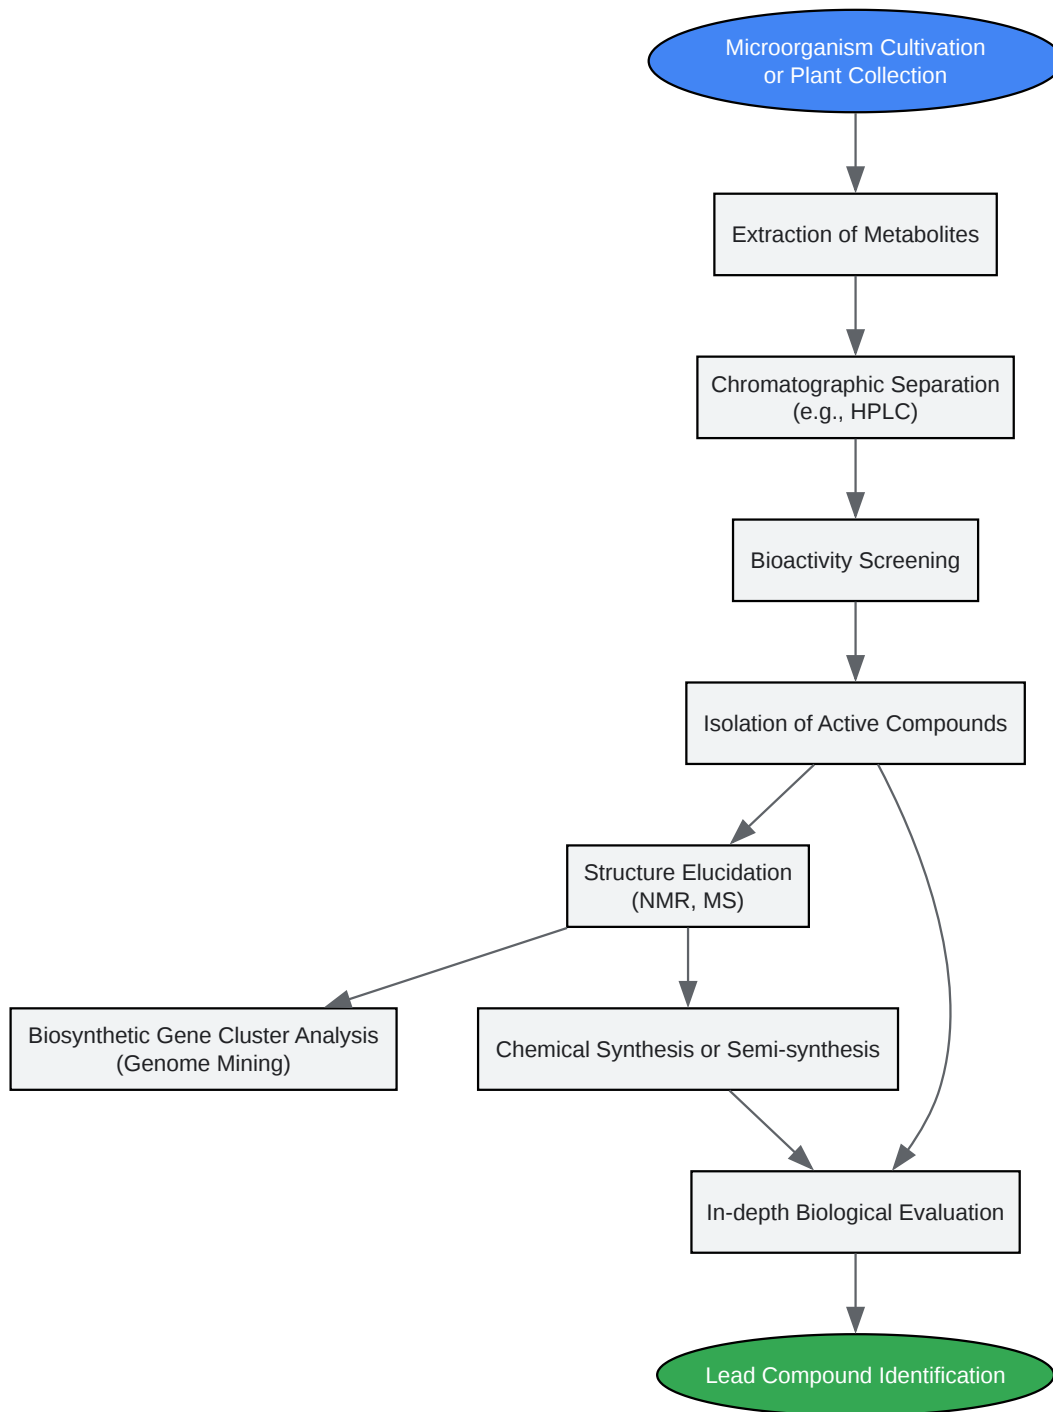 Microorganism Cultivation
or Plant Collection
Extraction of Metabolites
Chromatographic Separation
(e.g., HPLC)
Bioactivity Screening
Isolation of Active Compounds
Structure Elucidation
(NMR, MS)
Biosynthetic Gene Cluster Analysis
(Genome Mining)
Chemical Synthesis or Semi-synthesis
In-depth Biological Evaluation
Lead Compound Identification